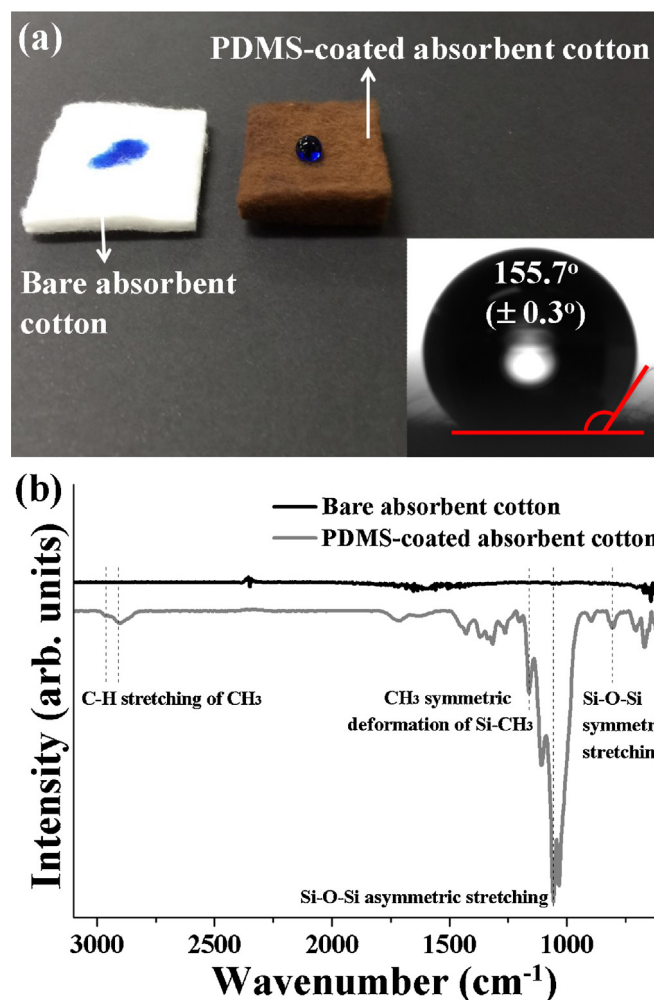 (a)
PDMS-coated absorbent cotton
Bare absorbent
cotton
155.7°
(± 0.3°)
(b)
Bare absorbent cotton
PDMS-coated absorbent cotton
C-H stretching of CH₃
CH₃ symmetric
deformation of Si-CH₃
Si-O-Si
symmetr
stretchin
Si-O-Si asymmetric stretching
Intensity (arb. units)
3000 2500 2000 1500 1000
Wavenumber (cm⁻¹)